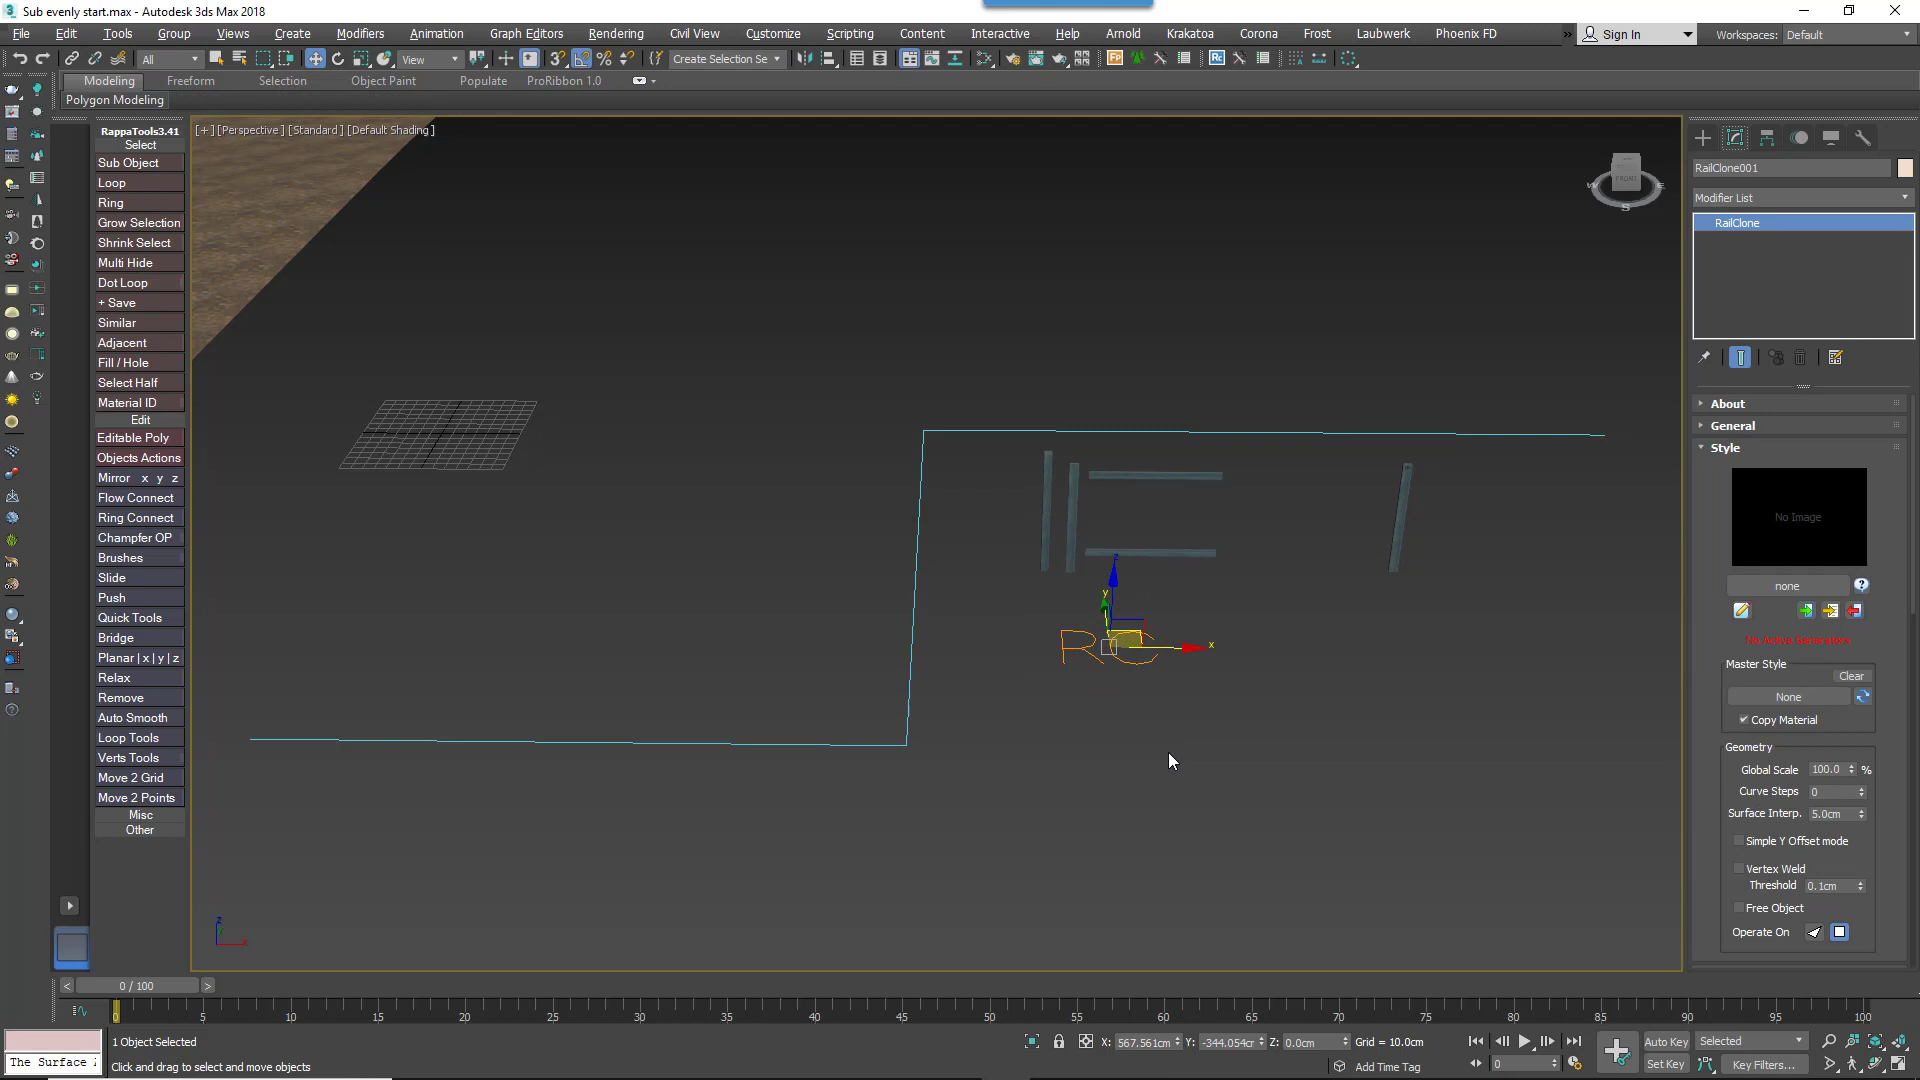 Sub evenly start.max - Autodesk 3ds Max 2018
File Edit Tools Group Views Create Modifiers Animation Graph Editors Rendering Civil View Customize Scripting Content Interactive Help Arnold Krakatoa Corona Frost Laubwerk Phoenix FD » Sign In Workspaces: Default
All View Create Selection Se
Modeling Freeform Selection Object Paint Populate ProRibbon 1.0
Polygon Modeling
RappaTools3.41
Select
Sub Object
Loop
Ring
Grow Selection
Shrink Select
Multi Hide
Dot Loop
+ Save
Similar
Adjacent
Fill / Hole
Select Half
Material ID
Edit
Editable Poly
Objects Actions
Mirror x y z
Flow Connect
Ring Connect
Champfer OP
Brushes
Slide
Push
Quick Tools
Bridge
Planar | x | y | z
Relax
Remove
Auto Smooth
Loop Tools
Verts Tools
Move 2 Grid
Move 2 Points
Misc
Other
[+] [Perspective] [Standard] [Default Shading]
FRONT
S
RC
x
y
z
RailClone001
Modifier List
RailClone
About
General
Style
No Image
none
No Active Generators
Master Style
Clear
None
Copy Material
Geometry
Global Scale 100.0 %
Curve Steps 0
Surface Interp. 5.0cm
Simple Y Offset mode
Vertex Weld
Threshold 0.1cm
Free Object
Operate On
< 0 / 100 >
0 5 10 15 20 25 30 35 40 45 50 55 60 65 70 75 80 85 90 95 100
1 Object Selected
X: 567.561cm Y: -344.054cm Z: 0.0cm Grid = 10.0cm
Auto Key Selected
The Surface
Click and drag to select and move objects
Add Time Tag
0
Set Key Key Filters...